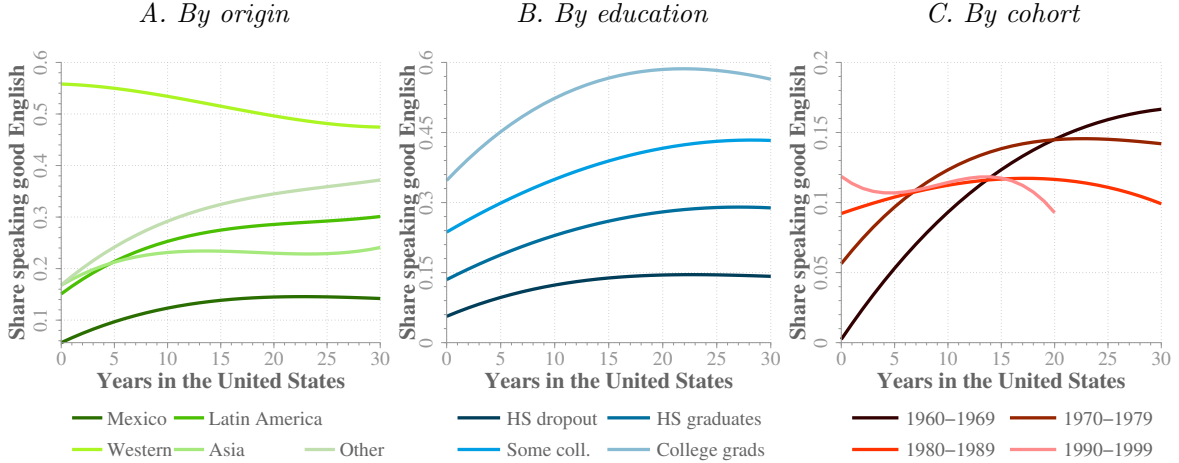 A. By origin
B. By education
C. By cohort
Share speaking good English
0.1 0.2 0.3 0.4 0.5 0.6
0 5 10 15 20 25 30
Years in the United States
Mexico Latin America
Western Asia Other
Share speaking good English
0 0.15 0.3 0.45 0.6
0 5 10 15 20 25 30
Years in the United States
HS dropout HS graduates
Some coll. College grads
Share speaking good English
0 0.05 0.1 0.15 0.2
0 5 10 15 20 25 30
Years in the United States
1960–1969 1970–1979
1980–1989 1990–1999